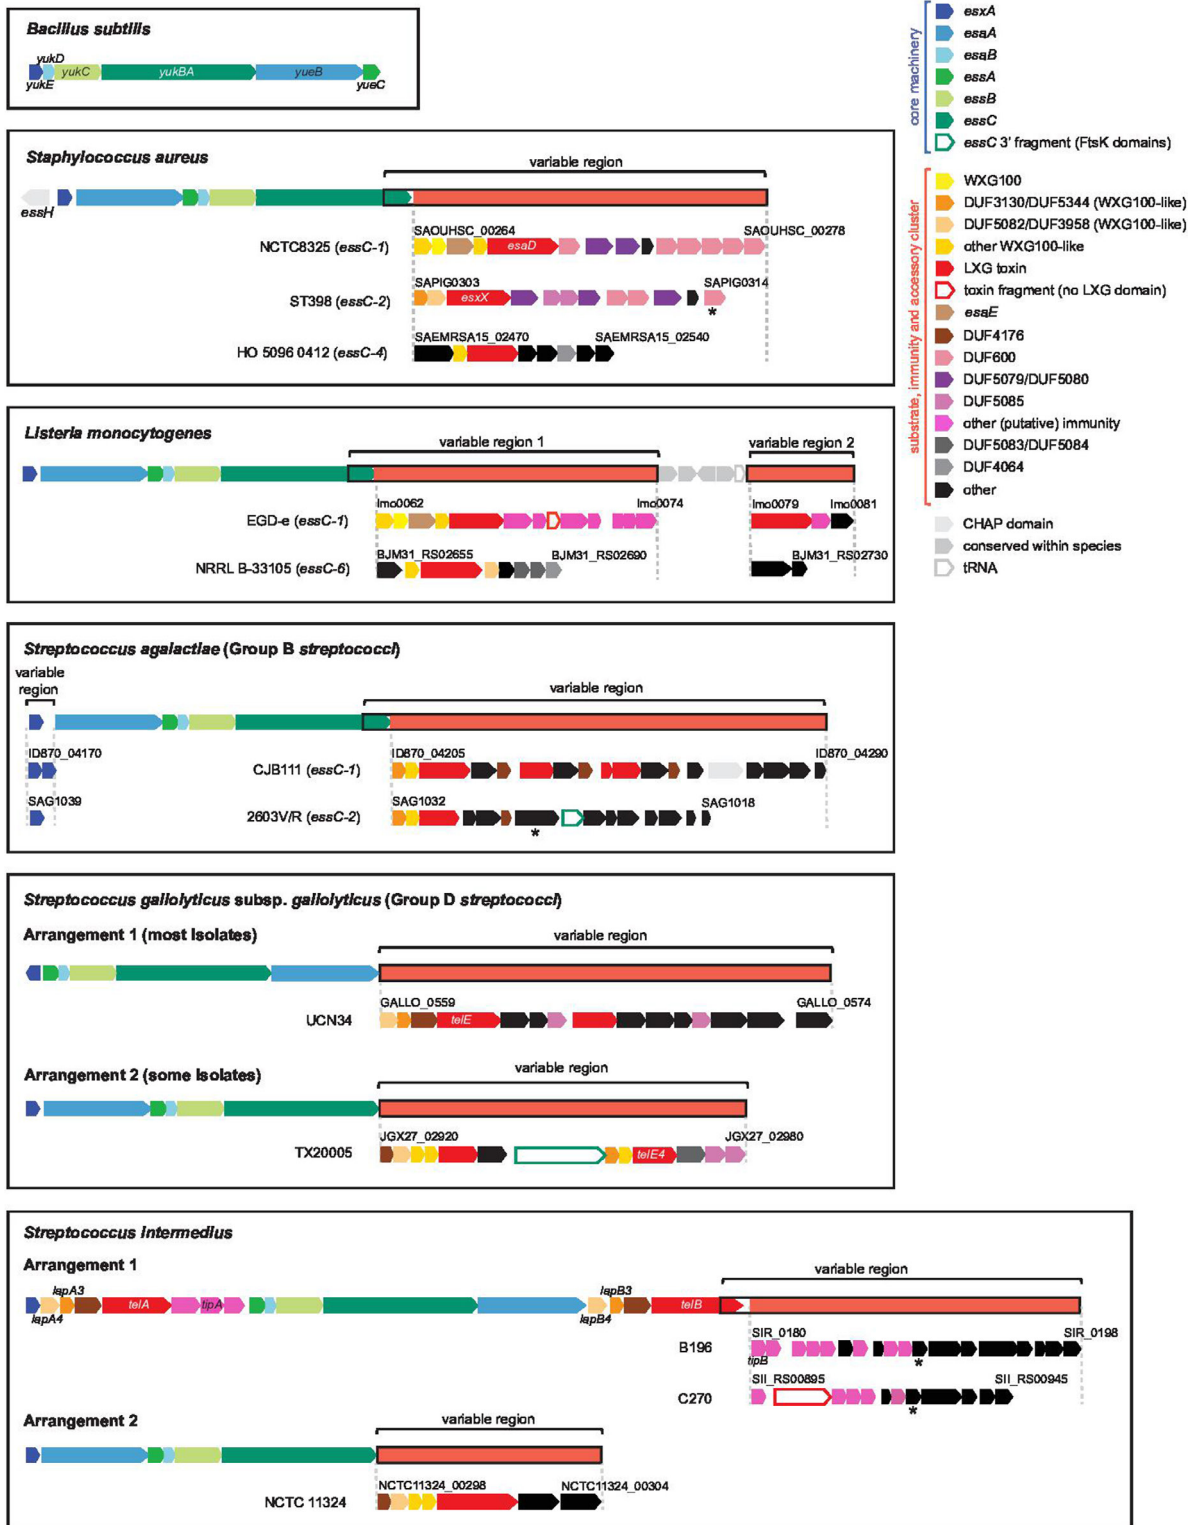 Bacillus subtilis
yukD
yukC
yukBA
yueB
yukE
yueC
Staphylococcus aureus
variable region
essH
SAOUHSC_00264
SAOUHSC_00278
NCTC8325 (essC-1)
esaD
SAPIG0303
SAPIG0314
ST398 (essC-2)
esxX
*
SAEMRSA15_02470
SAEMRSA15_02540
HO 5096 0412 (essC-4)
Listeria monocytogenes
variable region 1
variable region 2
lmo0062
lmo0074
lmo0079
lmo0081
EGD-e (essC-1)
BJM31_RS02655
BJM31_RS02690
BJM31_RS02730
NRRL B-33105 (essC-6)
Streptococcus agalactiae (Group B streptococci)
variable
region
variable region
ID870_04170
ID870_04205
ID870_04290
CJB111 (essC-1)
SAG1039
SAG1032
SAG1018
2603V/R (essC-2)
*
Streptococcus gallolyticus subsp. gallolyticus (Group D streptococci)
Arrangement 1 (most isolates)
variable region
GALLO_0559
GALLO_0574
UCN34
telE
Arrangement 2 (some isolates)
variable region
JGX27_02920
JGX27_02980
TX20005
telE4
Streptococcus intermedius
Arrangement 1
variable region
lapA3
lapB3
telA
tipA
telB
lapA4
lapB4
SIR_0180
SIR_0198
B196
tipB
*
SII_RS00895
SII_RS00945
C270
*
Arrangement 2
variable region
NCTC11324_00298
NCTC11324_00304
NCTC 11324
core machinery
esxA
esaA
esaB
essA
essB
essC
essC 3' fragment (FtsK domains)
substrate, immunity and accessory cluster
WXG100
DUF3130/DUF5344 (WXG100-like)
DUF5082/DUF3958 (WXG100-like)
other WXG100-like
LXG toxin
toxin fragment (no LXG domain)
esaE
DUF4176
DUF600
DUF5079/DUF5080
DUF5085
other (putative) immunity
DUF5083/DUF5084
DUF4064
other
CHAP domain
conserved within species
tRNA